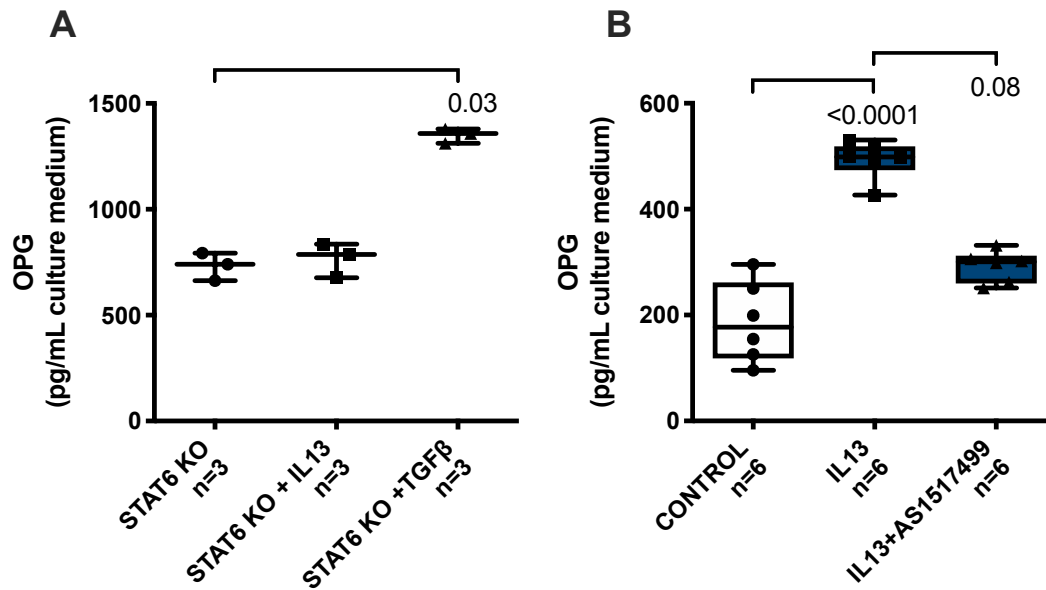 A
OPG
(pg/mL culture medium)
1500
1000
500
0
0.03
STAT6 KO
n=3
STAT6 KO + IL13
n=3
STAT6 KO +TGFβ
n=3
B
OPG
(pg/mL culture medium)
600
400
200
0
<0.0001
0.08
CONTROL
n=6
IL13
n=6
IL13+AS1517499
n=6